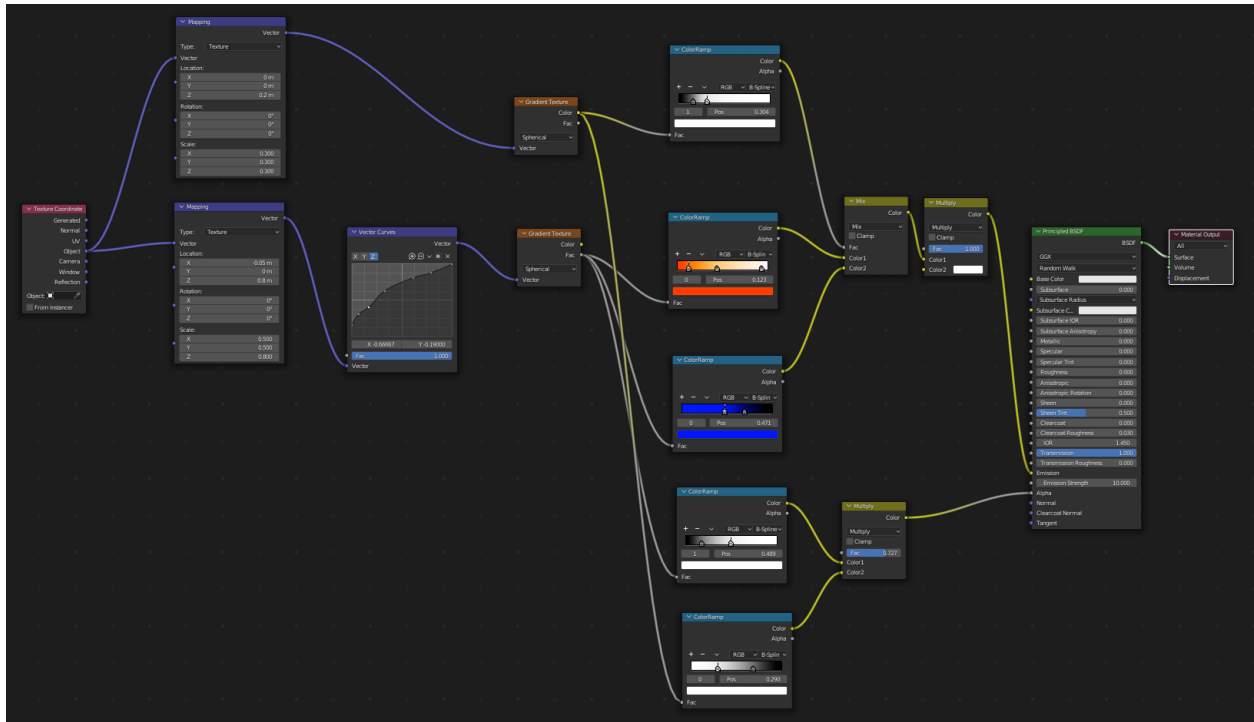 Mapping
Vector
Type: Texture
Vector
Location:
X 0 m
Y 0 m
Z 0.2 m
Rotation:
X 0°
Y 0°
Z 0°
Scale:
X 0.300
Y 0.300
Z 0.300
Texture Coordinate
Generated
Normal
UV
Object
Camera
Window
Reflection
Object:
From Instancer
Mapping
Vector
Type: Texture
Vector
Location:
X -0.05 m
Y 0 m
Z 0.8 m
Rotation:
X 0°
Y 0°
Z 0°
Scale:
X 0.500
Y 0.500
Z 0.800
Vector Curves
Vector
X Y Z
X -0.66667 Y -0.19000
Fac 1.000
Vector
Gradient Texture
Color
Fac
Spherical
Vector
Gradient Texture
Color
Fac
Spherical
Vector
ColorRamp
Color
Alpha
+ − RGB B-Spline
1 Pos 0.304
Fac
ColorRamp
Color
Alpha
+ − RGB B-Spline
0 Pos 0.123
Fac
ColorRamp
Color
Alpha
+ − RGB B-Splin
0 Pos 0.471
Fac
ColorRamp
Color
Alpha
+ − RGB B-Spline
1 Pos 0.489
Fac
ColorRamp
Color
Alpha
+ − RGB B-Splin
0 Pos 0.290
Fac
Mix
Color
Mix
Clamp
Fac
Color1
Color2
Multiply
Color
Multiply
Clamp
Fac 1.000
Color1
Color2
Multiply
Color
Multiply
Clamp
Fac 0.727
Color1
Color2
Principled BSDF
BSDF
GGX
Random Walk
Base Color
Subsurface 0.000
Subsurface Radius
Subsurface C..
Subsurface IOR 0.000
Subsurface Anisotropy 0.000
Metallic 0.000
Specular 0.000
Specular Tint 0.000
Roughness 0.000
Anisotropic 0.000
Anisotropic Rotation 0.000
Sheen 0.000
Sheen Tint 0.500
Clearcoat 0.000
Clearcoat Roughness 0.030
IOR 1.450
Transmission 1.000
Transmission Roughness 0.000
Emission
Emission Strength 10.000
Alpha
Normal
Clearcoat Normal
Tangent
Material Output
All
Surface
Volume
Displacement